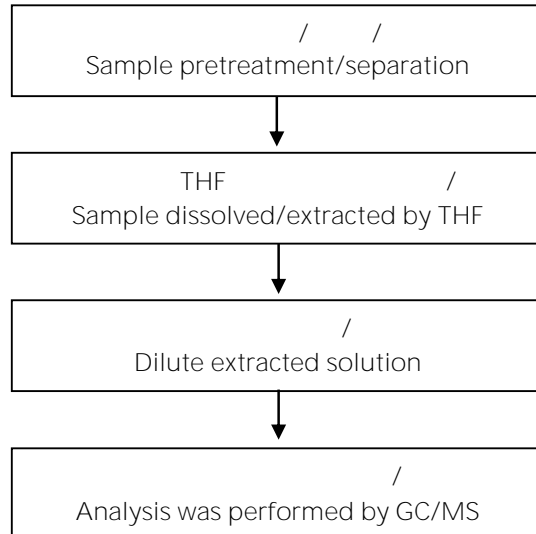 / /
Sample pretreatment/separation
THF /
Sample dissolved/extracted by THF
/
Dilute extracted solution
/
Analysis was performed by GC/MS